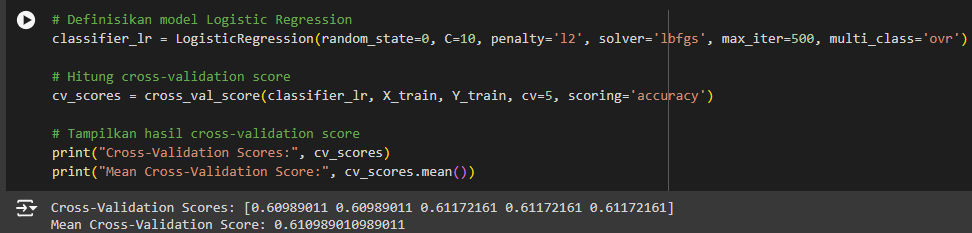 # Definisikan model Logistic Regression
classifier_lr = LogisticRegression(random_state=0, C=10, penalty='l2', solver='lbfgs', max_iter=500, multi_class='ovr')
# Hitung cross-validation score
cv_scores = cross_val_score(classifier_lr, X_train, Y_train, cv=5, scoring='accuracy')
# Tampilkan hasil cross-validation score
print("Cross-Validation Scores:", cv_scores)
print("Mean Cross-Validation Score:", cv_scores.mean())
Cross-Validation Scores: [0.60989011 0.60989011 0.61172161 0.61172161 0.61172161]
Mean Cross-Validation Score: 0.610989010989011